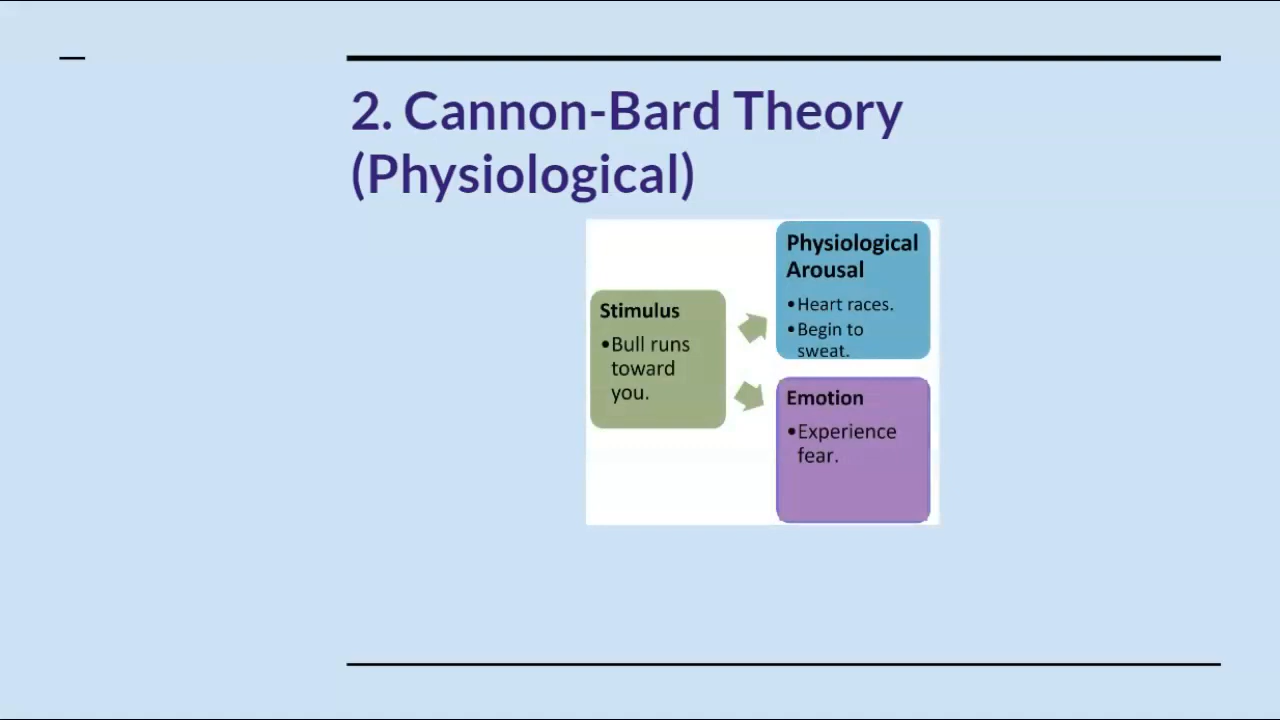 2. Cannon-Bard Theory
(Physiological)
Stimulus
•Bull runs
toward
you.
Physiological
Arousal
•Heart races.
•Begin to
sweat.
Emotion
•Experience
fear.